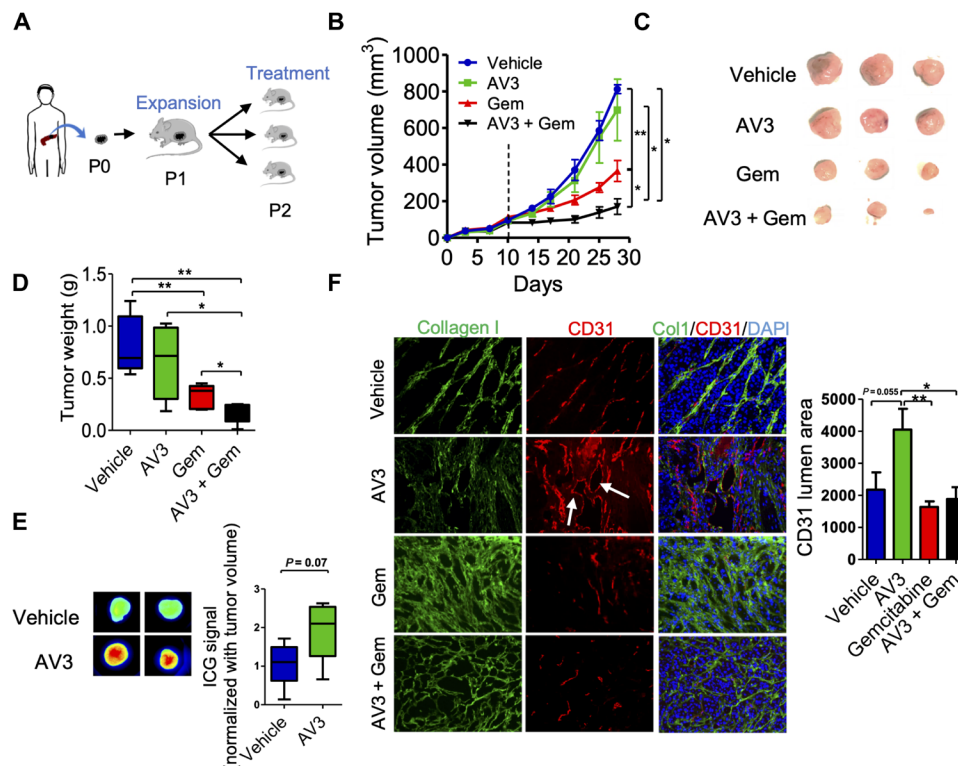 A
Expansion
Treatment
P0
P1
P2
B
Tumor volume (mm³)
1000
800
600
400
200
0
0 5 10 15 20 25 30
Days
Vehicle
AV3
Gem
AV3 + Gem
**
*
*
*
C
Vehicle
AV3
Gem
AV3 + Gem
D
Tumor weight (g)
1.5
1.0
0.5
0.0
**
**
*
*
Vehicle
AV3
Gem
AV3 + Gem
E
Vehicle
AV3
ICG signal
(normalized with tumor volume)
P = 0.07
3
2
1
0
Vehicle
AV3
F
Collagen I
CD31
Col1/CD31/DAPI
Vehicle
AV3
Gem
AV3 + Gem
CD31 lumen area
P = 0.055
*
**
6000
5000
4000
3000
2000
1000
0
Vehicle
AV3
Gemcitabine
AV3 + Gem